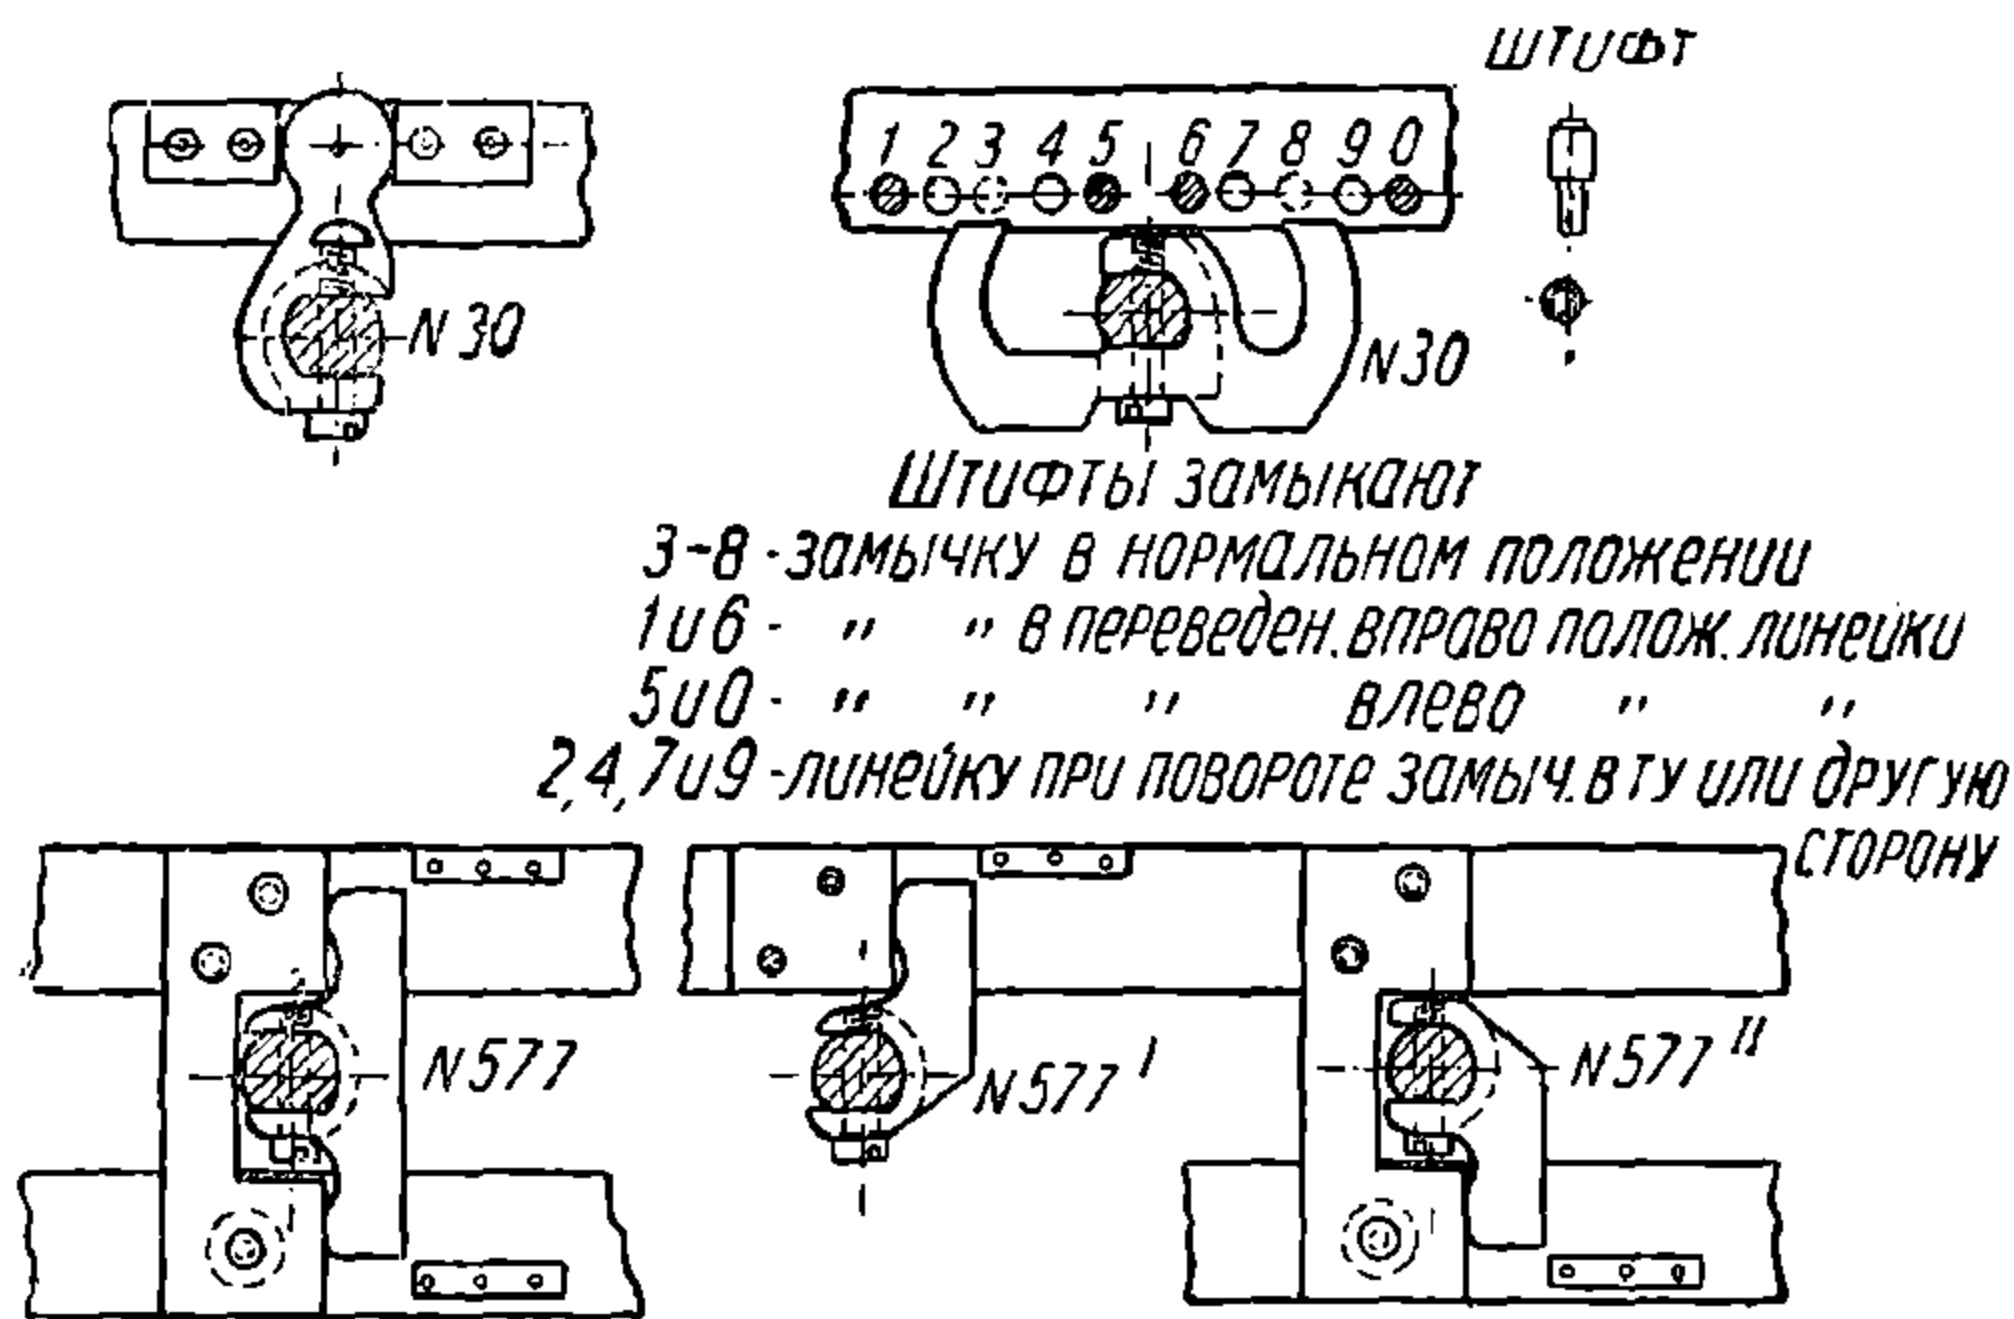 штифт
1 2 3 4 5 6 7 8 9 0
N 30
N 30
Штифты замыкают
3-8 - замычку в нормальном положении
1 и 6 - " " в переведен. вправо полож. линейки
5 и 0 - " " " влево " "
2, 4, 7 и 9 - линейку при повороте замыч. в ту или другую
сторону
N 577
N 577 I
N 577 II